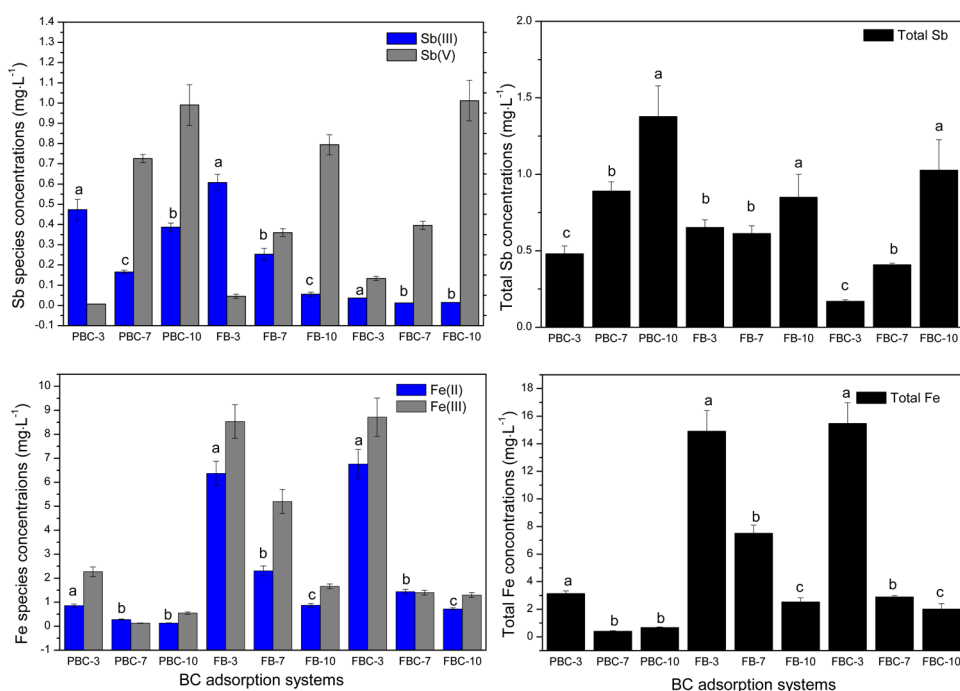 Sb species concentrations (mg·L⁻¹)
1.4
1.3
1.2
1.1
1.0
0.9
0.8
0.7
0.6
0.5
0.4
0.3
0.2
0.1
0.0
-0.1
Sb(III)
Sb(V)
a
c
b
a
b
c
a
b
b
PBC-3 PBC-7 PBC-10 FB-3 FB-7 FB-10 FBC-3 FBC-7 FBC-10
Total Sb concentrations (mg·L⁻¹)
2.0
1.5
1.0
0.5
0.0
Total Sb
c
b
a
b
b
a
c
b
a
PBC-3 PBC-7 PBC-10 FB-3 FB-7 FB-10 FBC-3 FBC-7 FBC-10
Fe species concentraions (mg·L⁻¹)
10
9
8
7
6
5
4
3
2
1
0
-1
Fe(II)
Fe(III)
a
b
b
a
b
c
a
b
c
PBC-3 PBC-7 PBC-10 FB-3 FB-7 FB-10 FBC-3 FBC-7 FBC-10
BC adsorption systems
Total Fe concontrations (mg·L⁻¹)
18
16
14
12
10
8
6
4
2
0
Total Fe
a
b
b
a
b
c
a
b
c
PBC-3 PBC-7 PBC-10 FB-3 FB-7 FB-10 FBC-3 FBC-7 FBC-10
BC adsorption systems